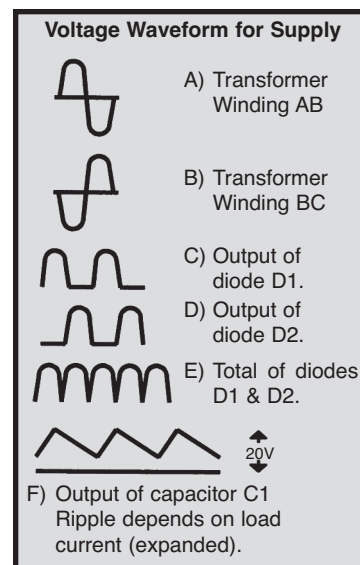 Voltage Waveform for Supply
A) Transformer
Winding AB
B) Transformer
Winding BC
C) Output of
diode D1.
D) Output of
diode D2.
E) Total of diodes
D1 & D2.
20V
F) Output of capacitor C1
Ripple depends on load
current (expanded).